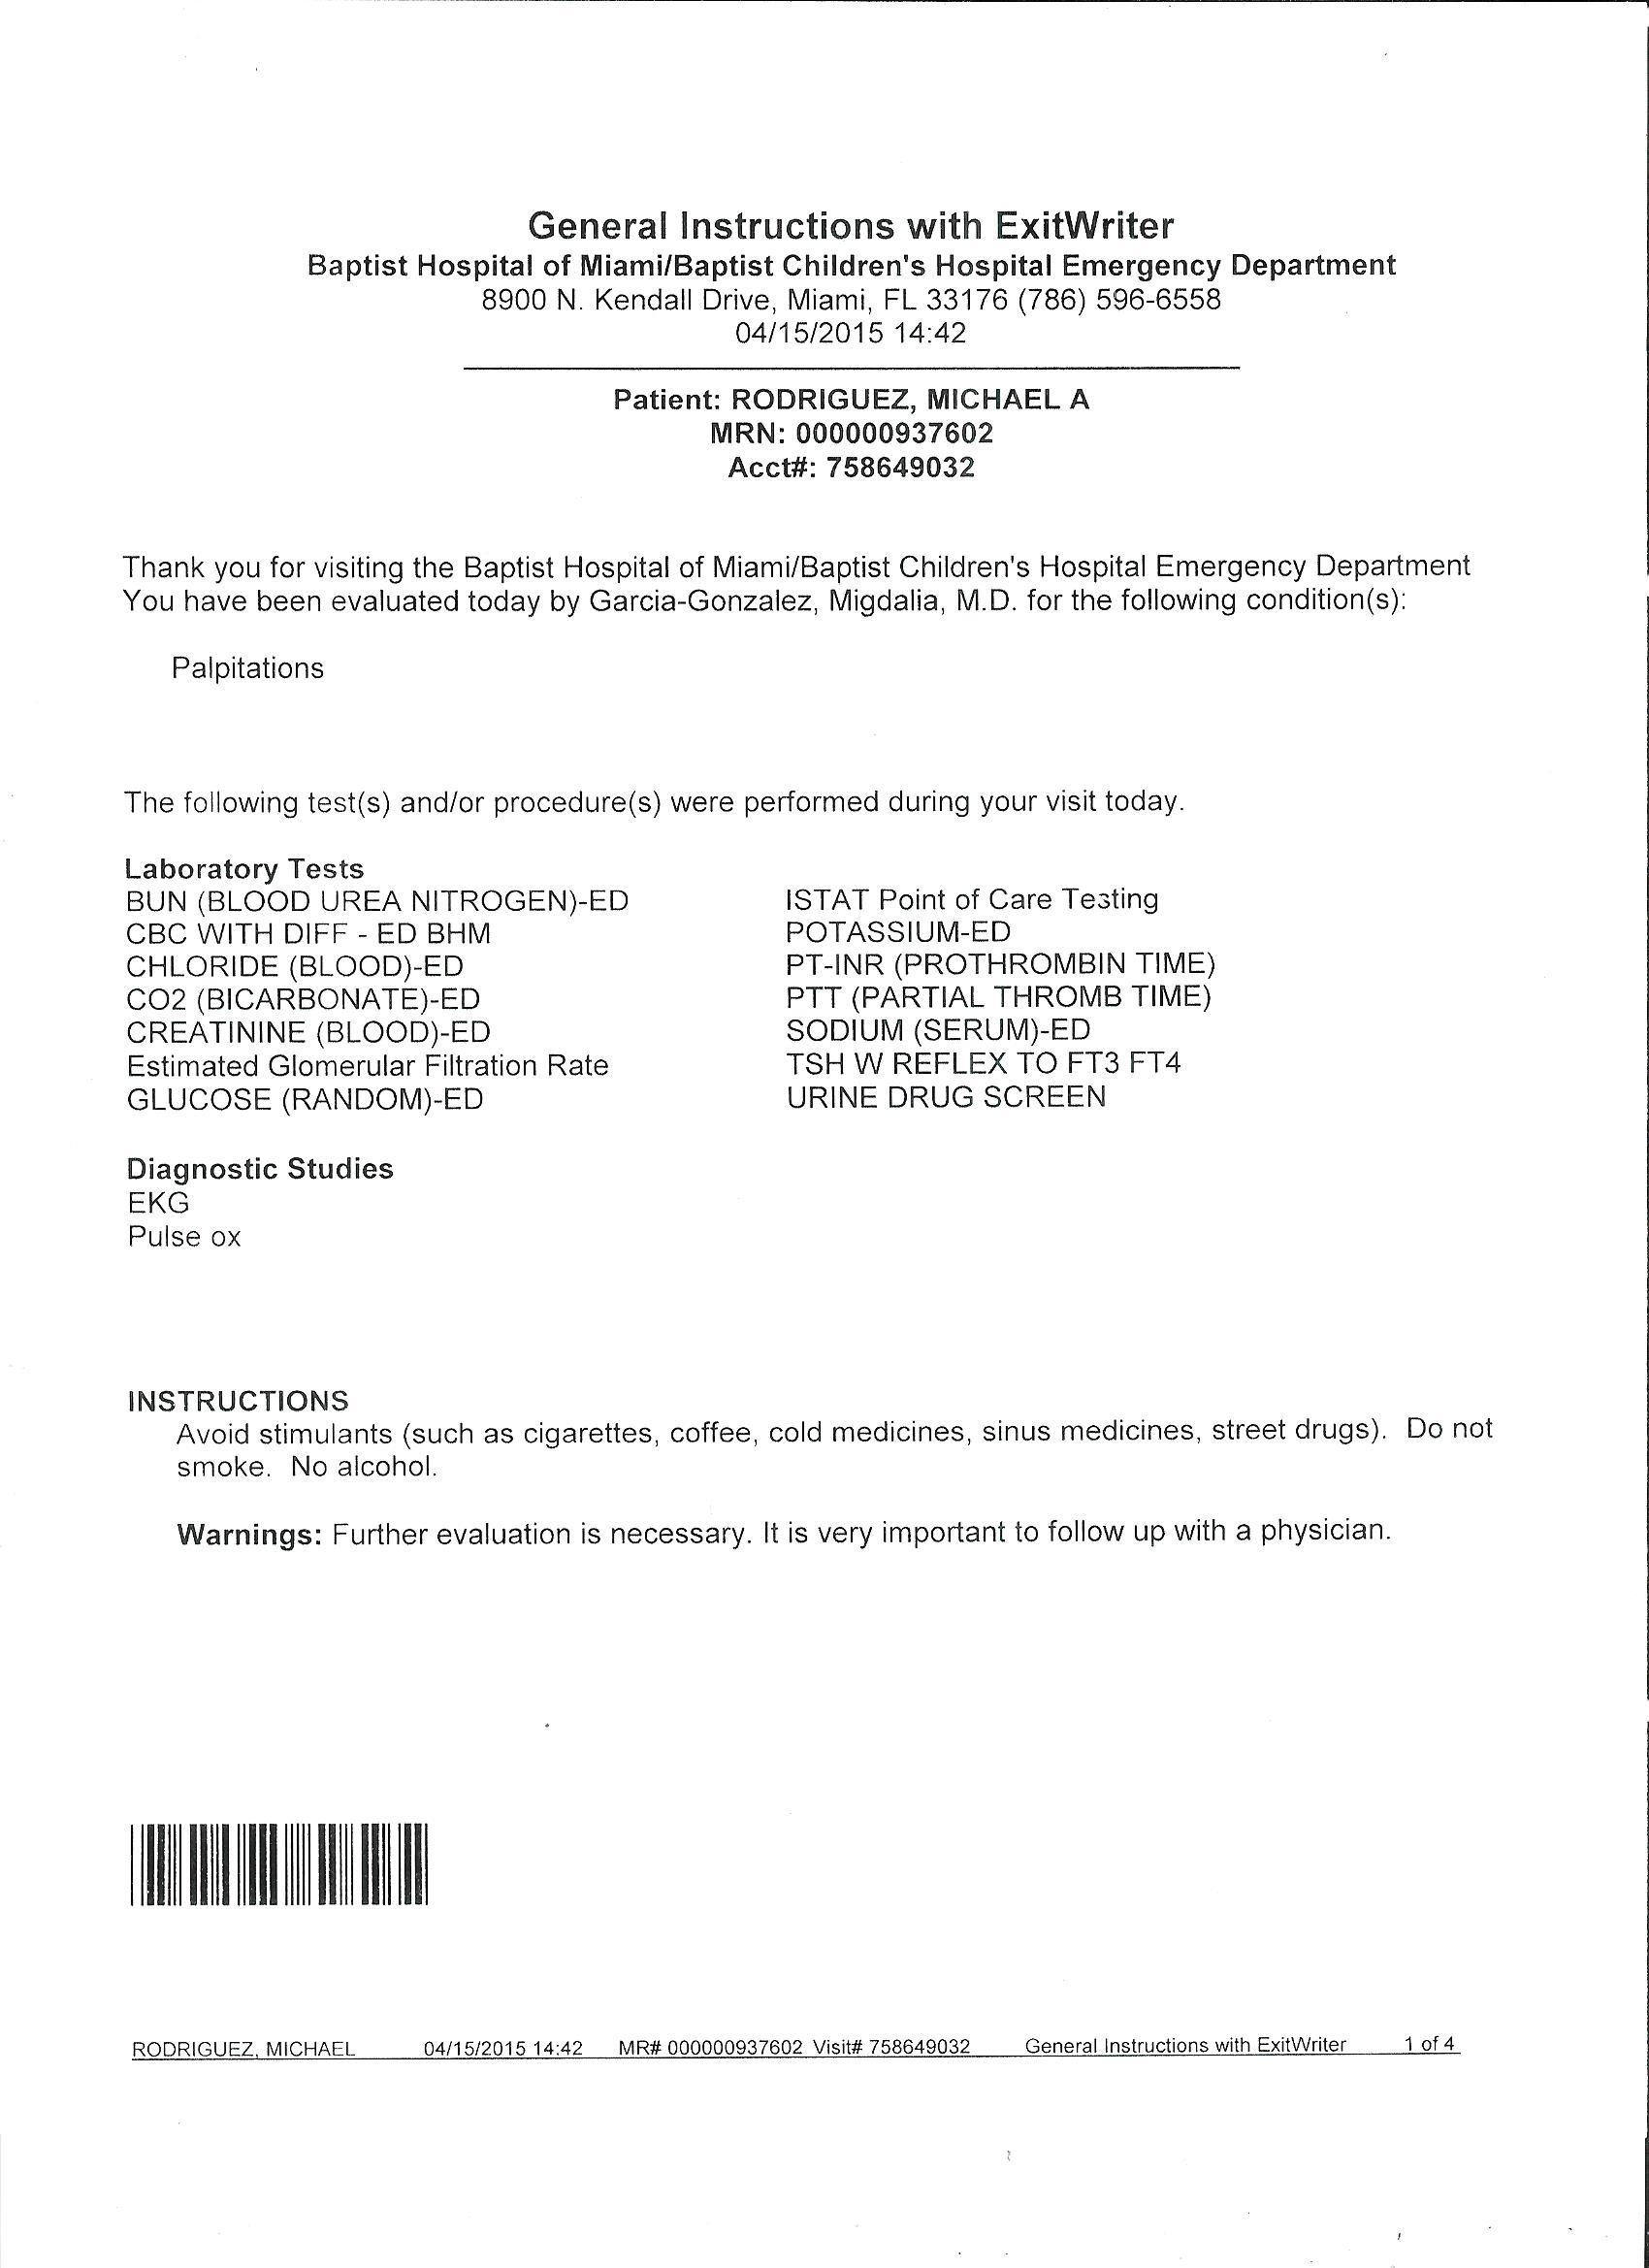 General Instructions with ExitWriter
Baptist Hospital of Miami/Baptist Children's Hospital Emergency Department
8900 N. Kendall Drive, Miami, FL 33176 (786) 596-6558
04/15/2015 14:42
Patient: RODRIGUEZ, MICHAEL A
MRN: 000000937602
Acct#: 758649032
Thank you for visiting the Baptist Hospital of Miami/Baptist Children's Hospital Emergency Department
You have been evaluated today by Garcia-Gonzalez, Migdalia, M.D. for the following condition(s):
Palpitations
The following test(s) and/or procedure(s) were performed during your visit today.
Laboratory Tests
BUN (BLOOD UREA NITROGEN)-ED
CBC WITH DIFF - ED BHM
CHLORIDE (BLOOD)-ED
CO2 (BICARBONATE)-ED
CREATININE (BLOOD)-ED
Estimated Glomerular Filtration Rate
GLUCOSE (RANDOM)-ED
ISTAT Point of Care Testing
POTASSIUM-ED
PT-INR (PROTHROMBIN TIME)
PTT (PARTIAL THROMB TIME)
SODIUM (SERUM)-ED
TSH W REFLEX TO FT3 FT4
URINE DRUG SCREEN
Diagnostic Studies
EKG
Pulse ox
INSTRUCTIONS
Avoid stimulants (such as cigarettes, coffee, cold medicines, sinus medicines, street drugs). Do not
smoke. No alcohol.
Warnings: Further evaluation is necessary. It is very important to follow up with a physician.
RODRIGUEZ, MICHAEL 04/15/2015 14:42 MR# 000000937602 Visit# 758649032 General Instructions with ExitWriter 1 of 4